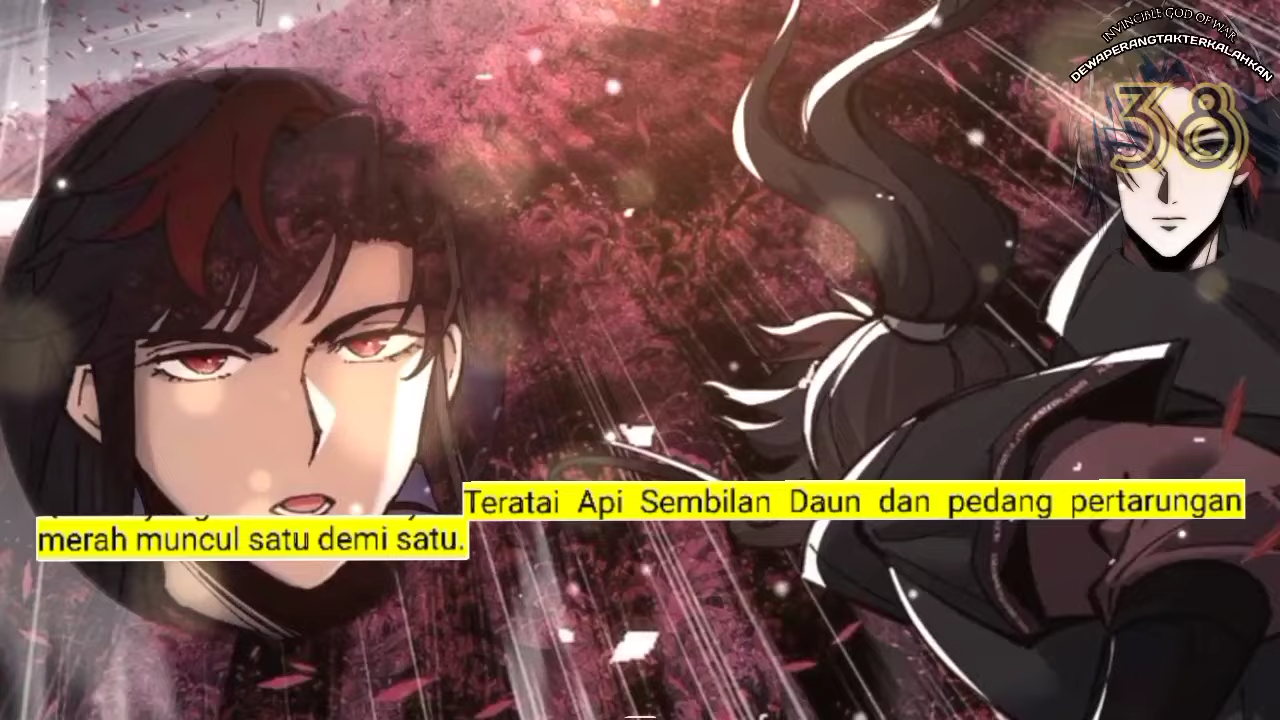 INVINCIBLE GOD OF WAR
DEWAPERANGTAKTERKALAHKAN
38
Teratai Api Sembilan Daun dan pedang pertarungan
merah muncul satu demi satu.